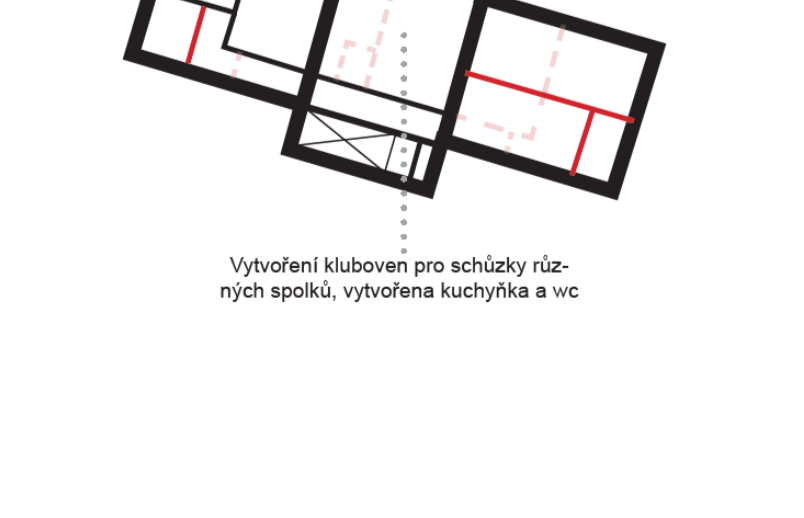 Vytvoření kluboven pro schůzky růz-
ných spolků, vytvořena kuchyňka a wc